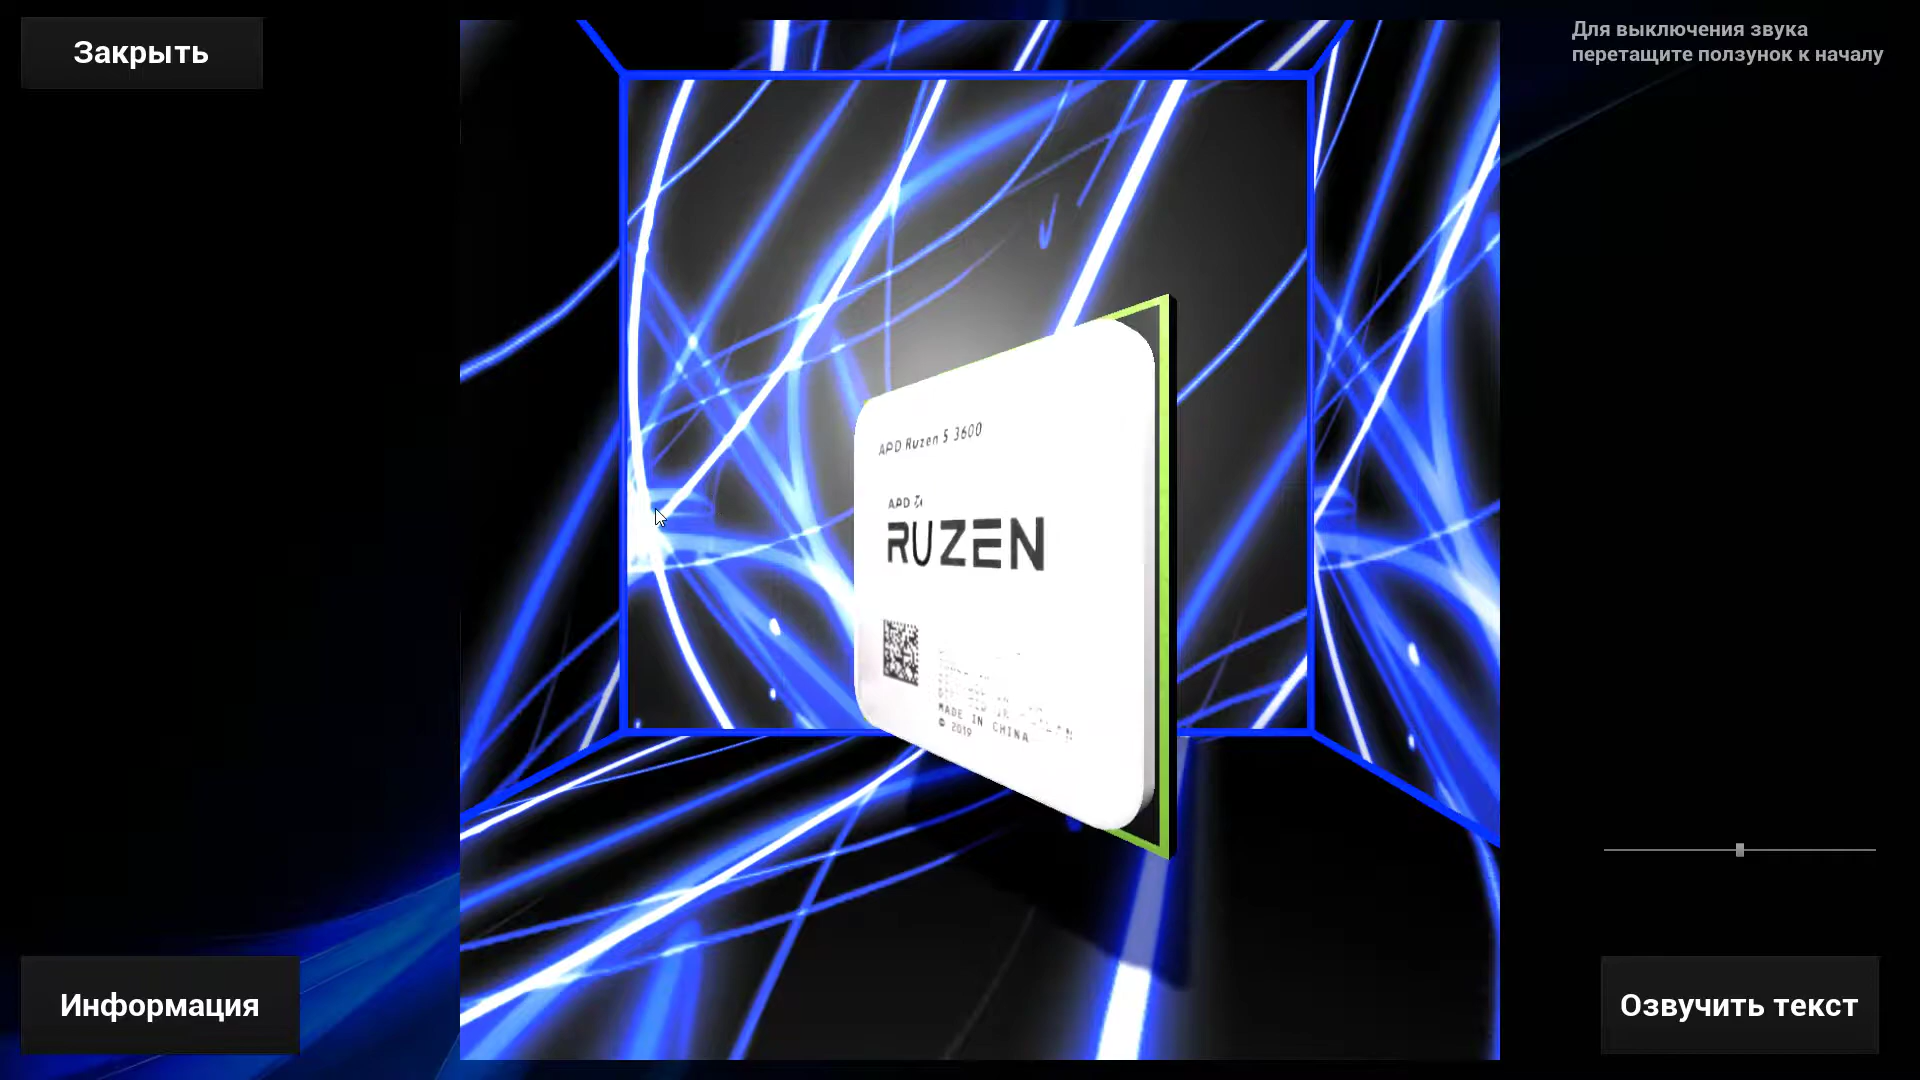 Закрыть
Для выключения звука
перетащите ползунок к началу
APD Ruzen 5 3600
APD
RUZEN
MADE IN CHINA
© 2019
Информация
Озвучить текст